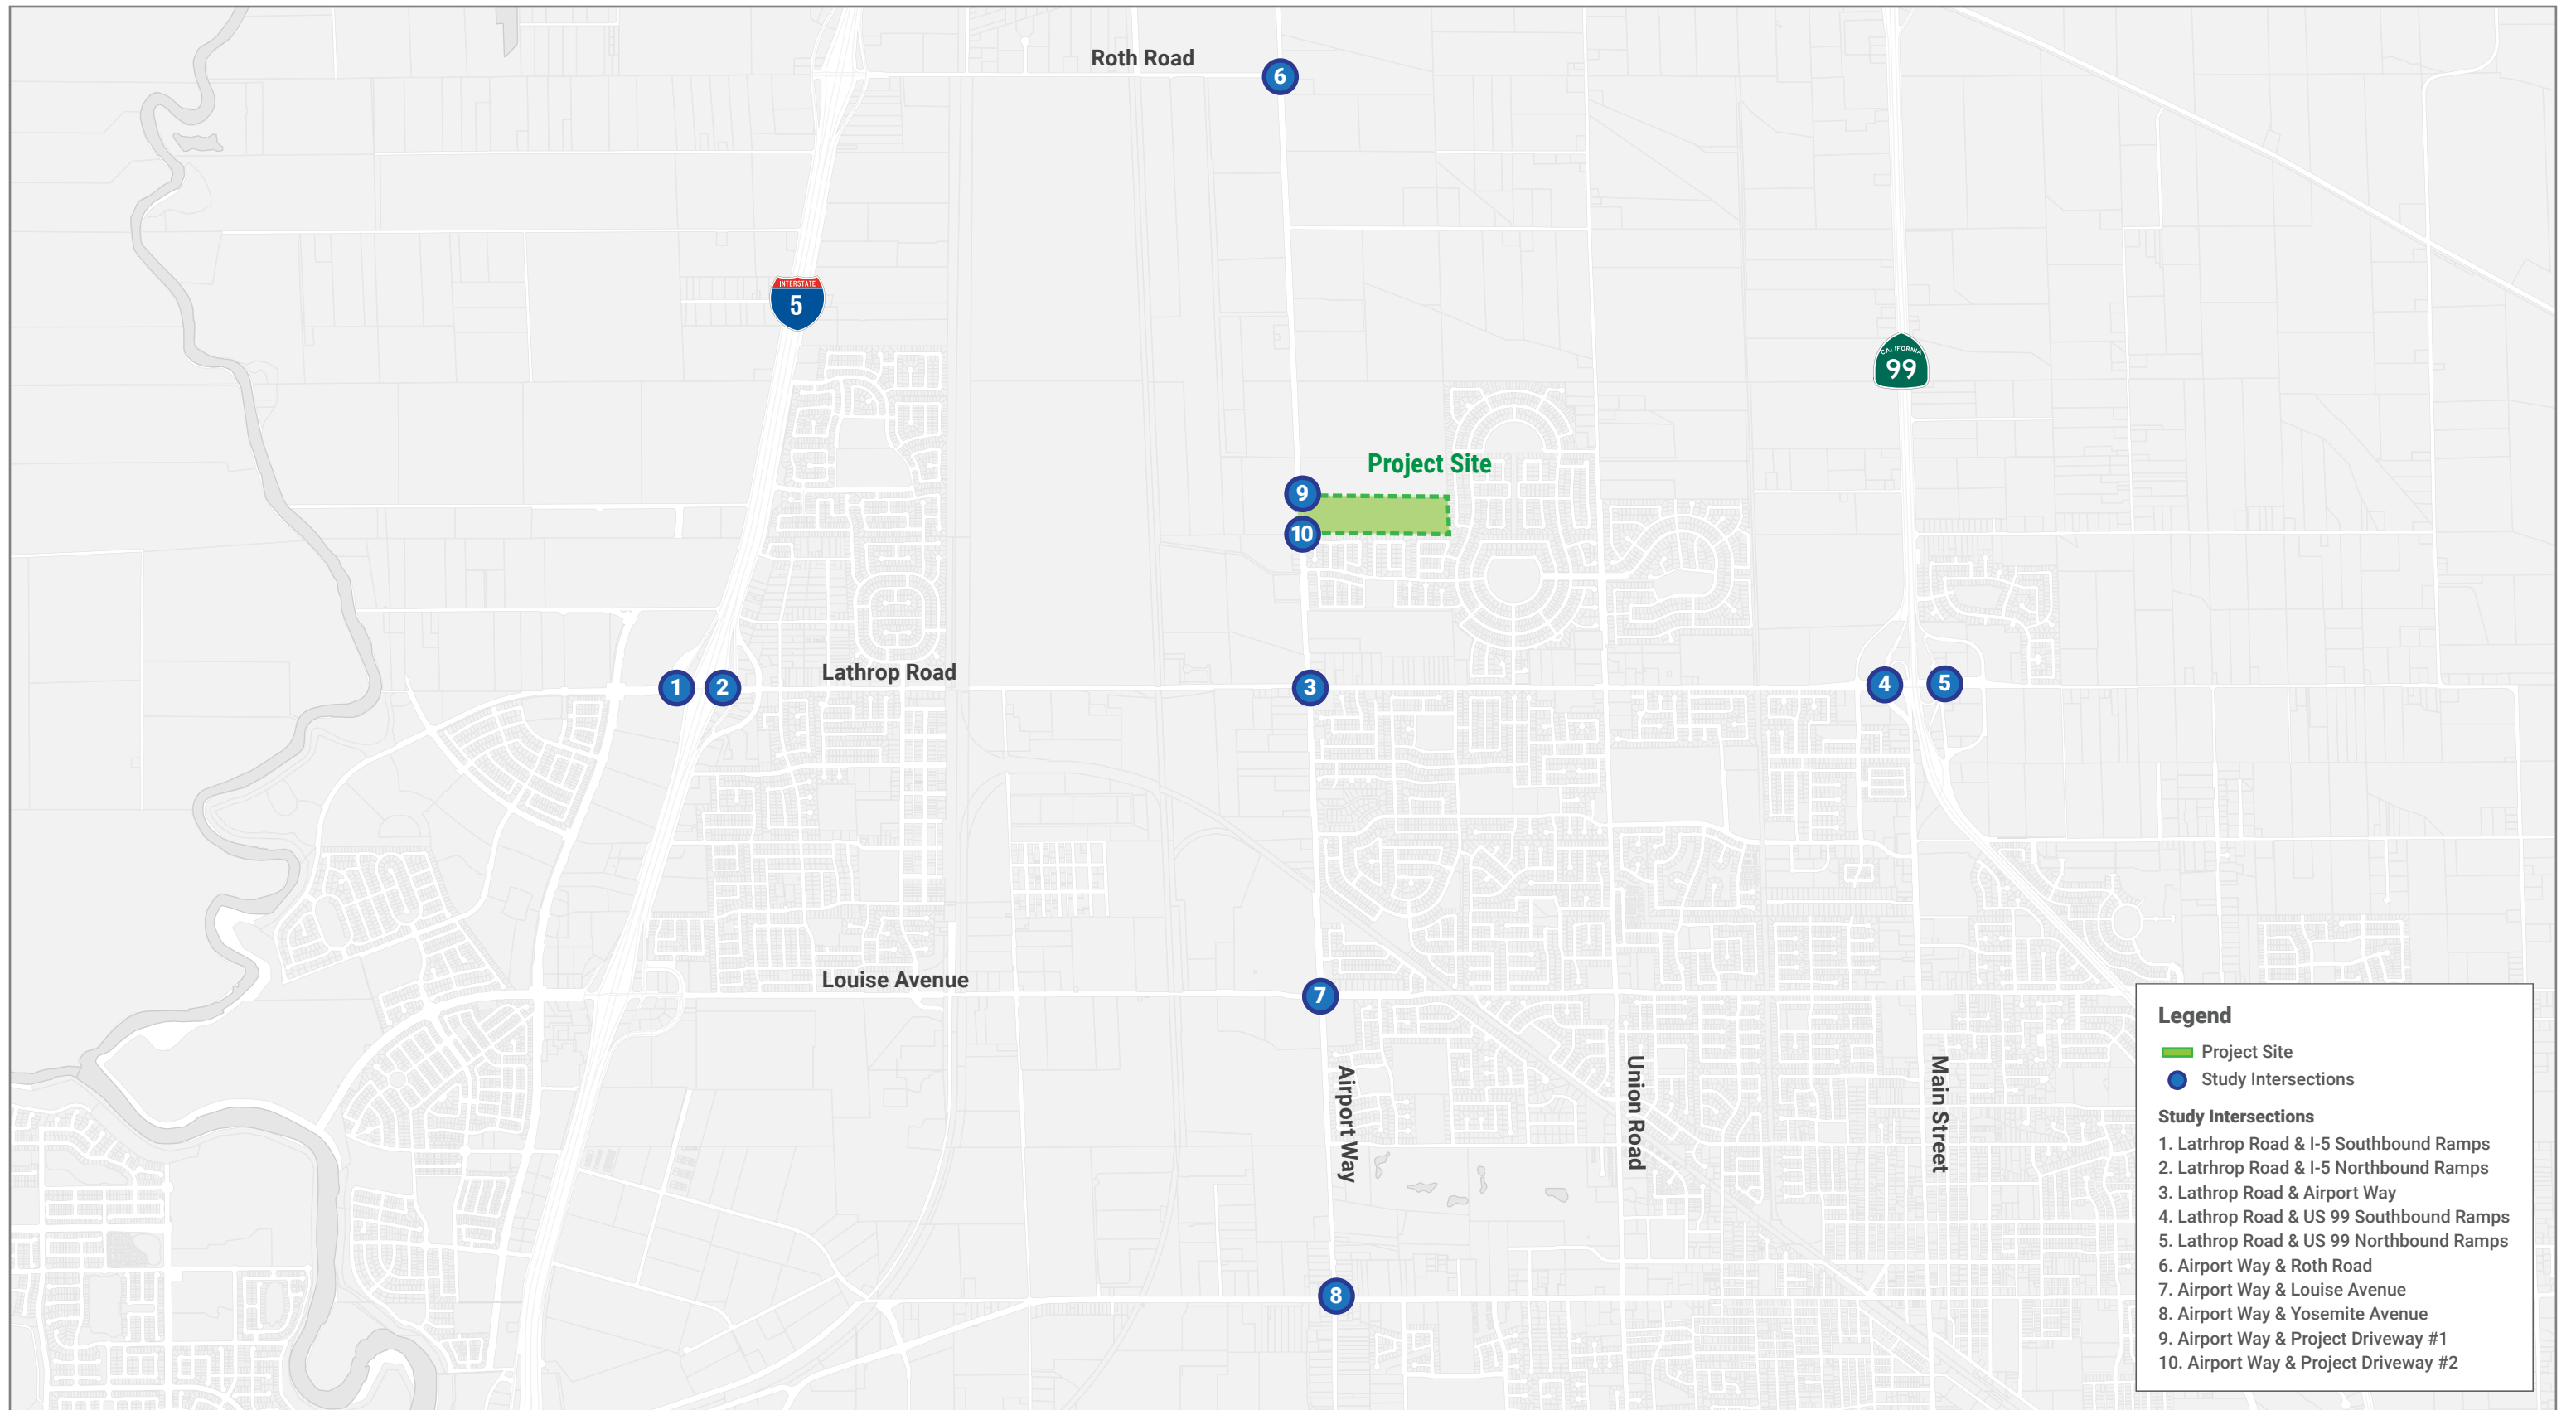 Roth Road
6
INTERSTATE
5
CALIFORNIA
99
Project Site
9
10
Lathrop Road
1
2
3
4
5
Louise Avenue
7
Airport Way
Union Road
Main Street
8
Legend
Project Site
Study Intersections
Study Intersections
1. Latrhrop Road & I-5 Southbound Ramps
2. Latrhrop Road & I-5 Northbound Ramps
3. Lathrop Road & Airport Way
4. Lathrop Road & US 99 Southbound Ramps
5. Lathrop Road & US 99 Northbound Ramps
6. Airport Way & Roth Road
7. Airport Way & Louise Avenue
8. Airport Way & Yosemite Avenue
9. Airport Way & Project Driveway #1
10. Airport Way & Project Driveway #2